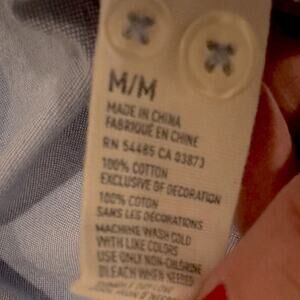 M/M
MADE IN CHINA
FABRIQUÉ EN CHINE
RN 54485 CA 03873
100% COTTON
EXCLUSIVE OF DECORATION
100% COTON
SANS LES DÉCORATIONS
MACHINE WASH COLD
WITH LIKE COLORS
USE ONLY NON-CHLORINE
BLEACH WHEN NEEDED